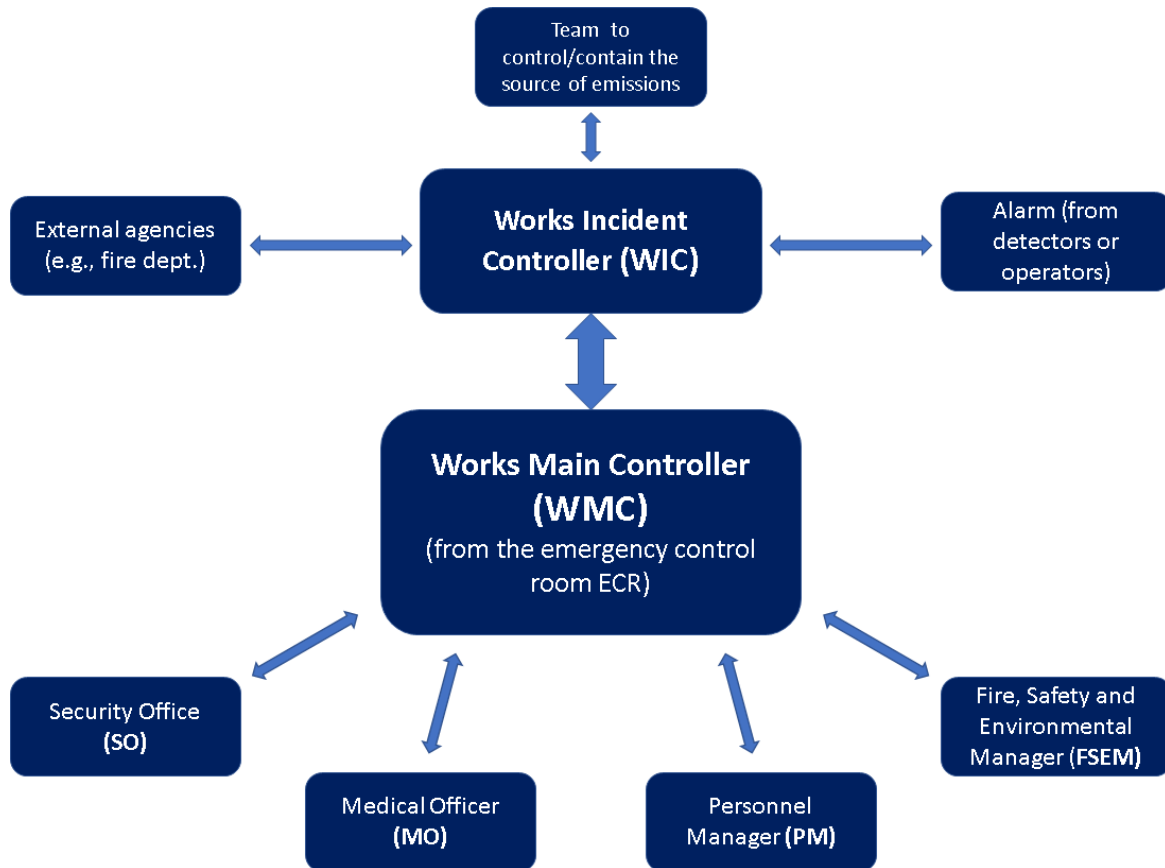 Team to
control/contain the
source of emissions
External agencies
(e.g., fire dept.)
Works Incident
Controller (WIC)
Alarm (from
detectors or
operators)
Works Main Controller
(WMC)
(from the emergency control
room ECR)
Security Office
(SO)
Medical Officer
(MO)
Personnel
Manager (PM)
Fire, Safety and
Environmental
Manager (FSEM)